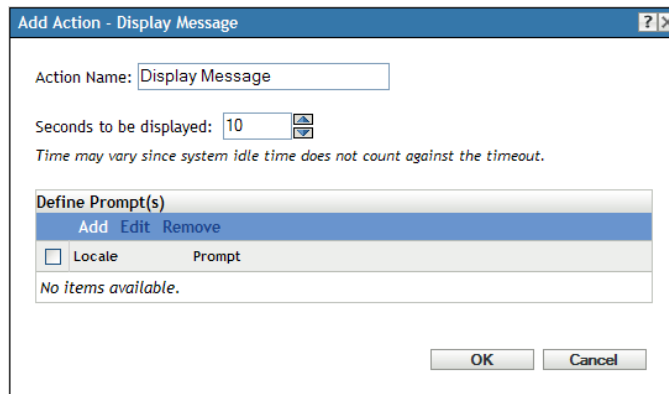 Add Action - Display Message ?
Action Name: Display Message
Seconds to be displayed: 10
Time may vary since system idle time does not count against the timeout.
Define Prompt(s)
Add Edit Remove
Locale Prompt
No items available.
OK Cancel